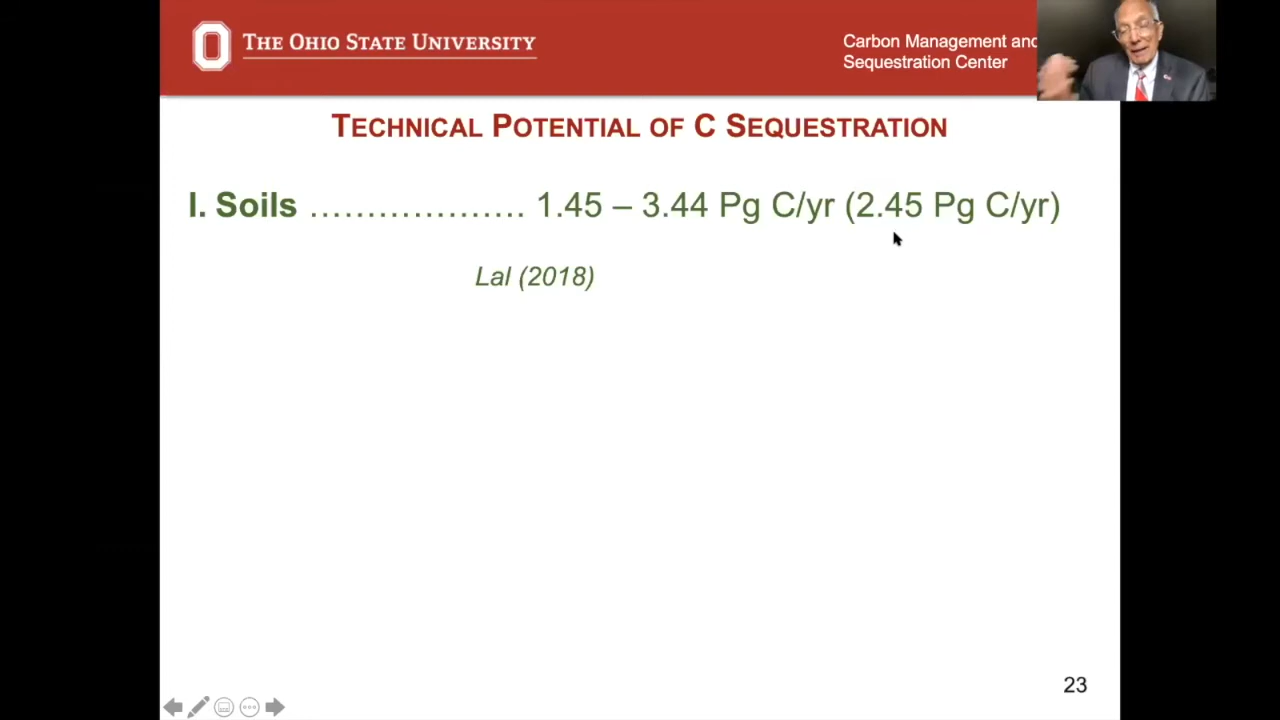 THE OHIO STATE UNIVERSITY
Carbon Management and
Sequestration Center
TECHNICAL POTENTIAL OF C SEQUESTRATION
I. Soils ………………. 1.45 – 3.44 Pg C/yr (2.45 Pg C/yr)
Lal (2018)
23